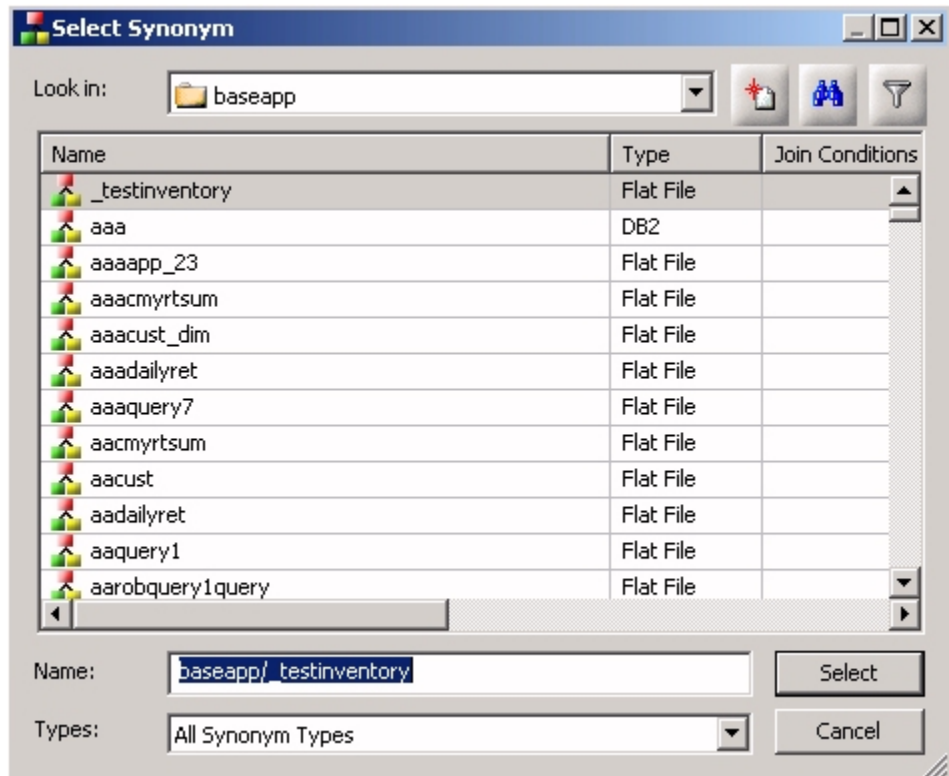 Select Synonym
Look in: baseapp
Name Type Join Conditions
_testinventory Flat File
aaa DB2
aaaapp_23 Flat File
aaacmyrtsum Flat File
aaacust_dim Flat File
aaadailyret Flat File
aaaquery7 Flat File
aacmyrtsum Flat File
aacust Flat File
aadailyret Flat File
aaquery1 Flat File
aarobquery1query Flat File
Name: baseapp/_testinventory Select
Types: All Synonym Types Cancel